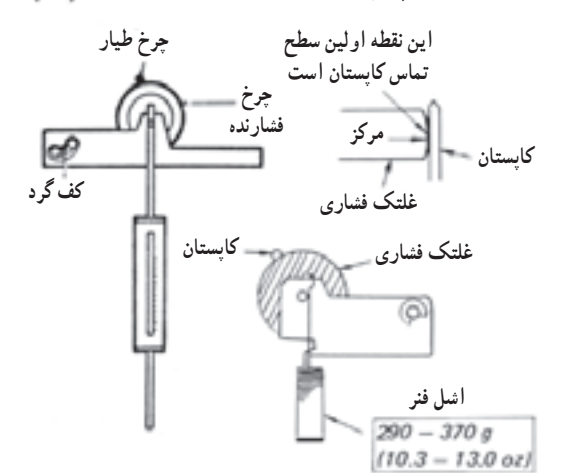 چرخ طیار
چرخ
فشارنده
کف گرد
این نقطه اولین سطح
تماس کاپستان است
مرکز
کاپستان
غلتک فشاری
کاپستان
غلتک فشاری
اشل فنر
290 – 370 g
(10.3 – 13.0 oz)